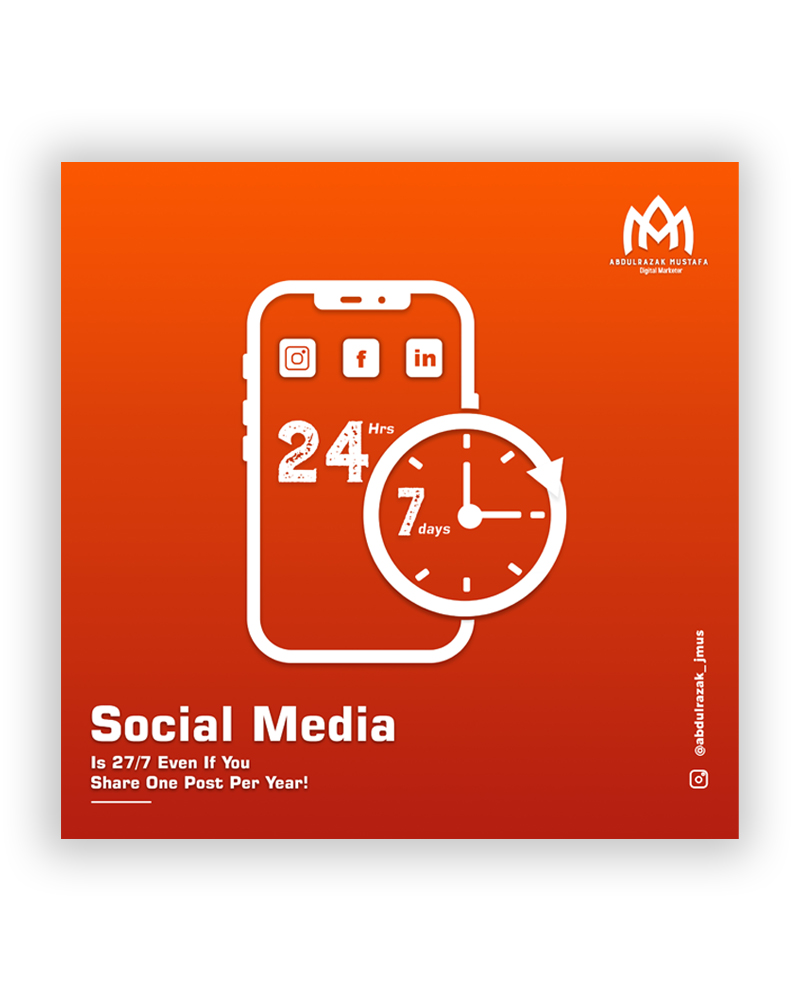 ABDULRAZAK MUSTAFA
Digital Marketer
f
in
24 Hrs
7 days
@abdulrazak_jmus
Social Media
Is 27/7 Even If You
Share One Post Per Year!